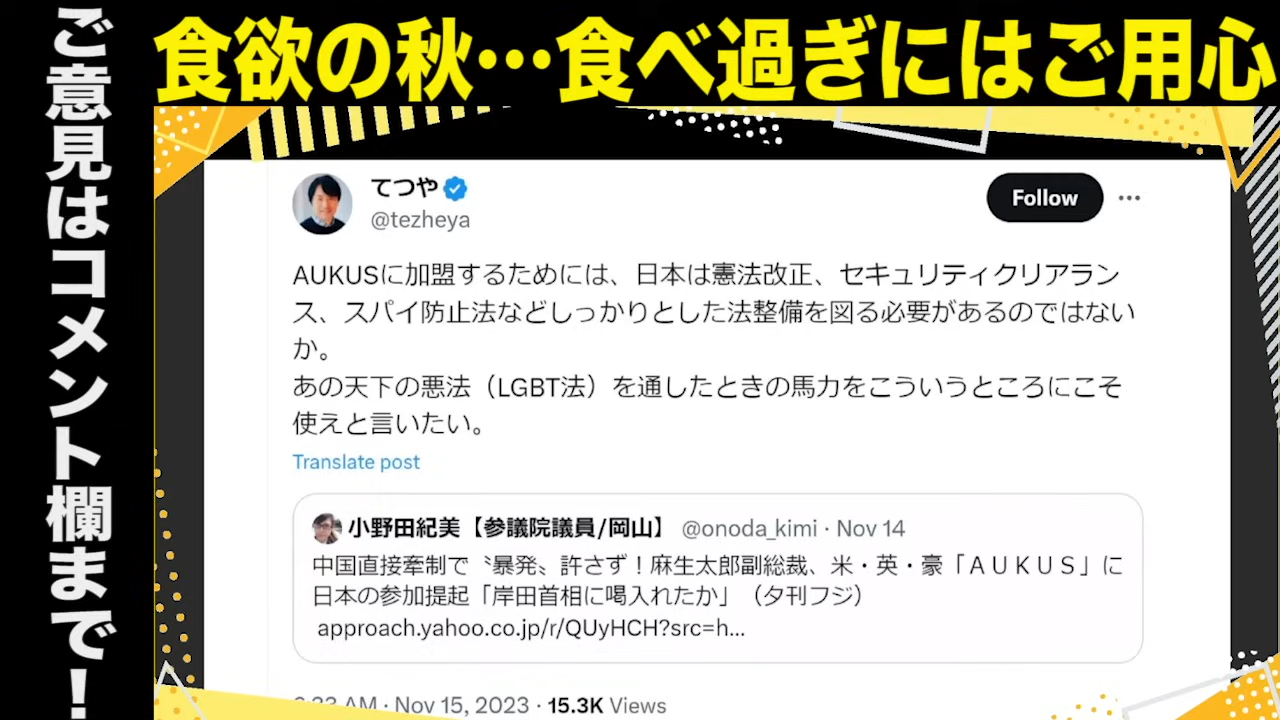 食欲の秋…食べ過ぎにはご用心
ご意見はコメント欄まで！
てつや
@tezheya
Follow
AUKUSに加盟するためには、日本は憲法改正、セキュリティクリアラン
ス、スパイ防止法などしっかりとした法整備を図る必要があるのではない
か。
あの天下の悪法（LGBT法）を通したときの馬力をこういうところにこそ
使えと言いたい。
Translate post
小野田紀美【参議院議員/岡山】 @onoda_kimi · Nov 14
中国直接牽制で〝暴発〟許さず！麻生太郎副総裁、米・英・豪「ＡＵＫＵＳ」に
日本の参加提起「岸田首相に喝入れたか」（夕刊フジ）
approach.yahoo.co.jp/r/QUyHCH?src=h…
AM · Nov 15, 2023 · 15.3K Views